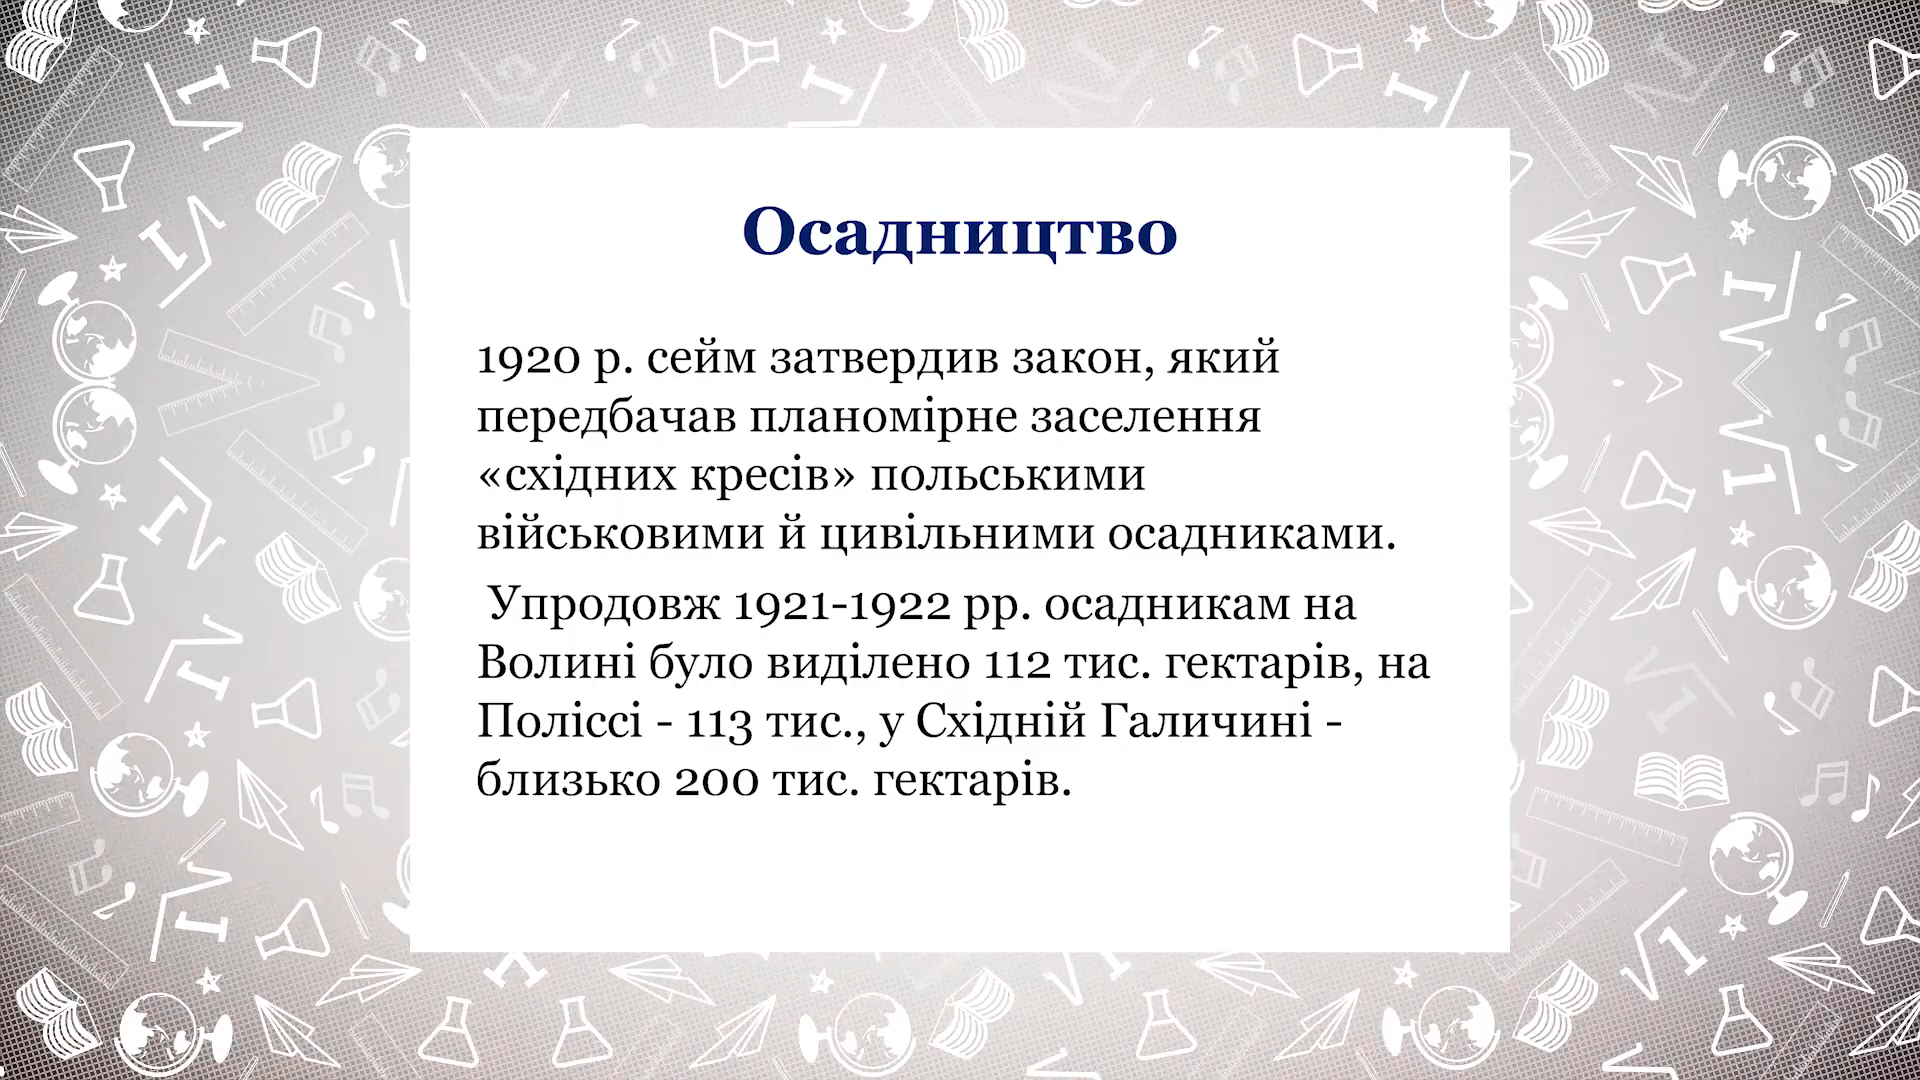 Осадництво
1920 р. сейм затвердив закон, який
передбачав планомірне заселення
«східних кресів» польськими
військовими й цивільними осадниками.
Упродовж 1921-1922 рр. осадникам на
Волині було виділено 112 тис. гектарів, на
Поліссі - 113 тис., у Східній Галичині -
близько 200 тис. гектарів.